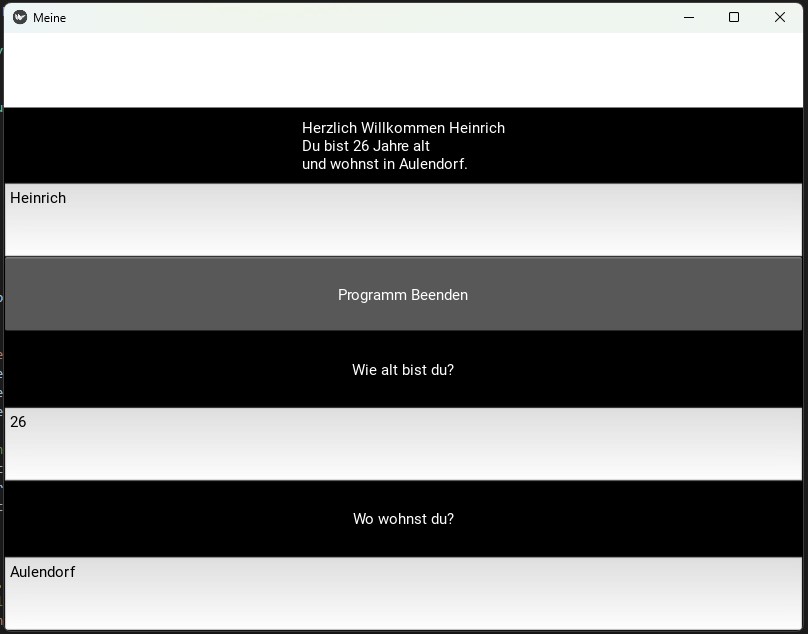 Meine
Herzlich Willkommen Heinrich
Du bist 26 Jahre alt
und wohnst in Aulendorf.
Heinrich
Programm Beenden
Wie alt bist du?
26
Wo wohnst du?
Aulendorf